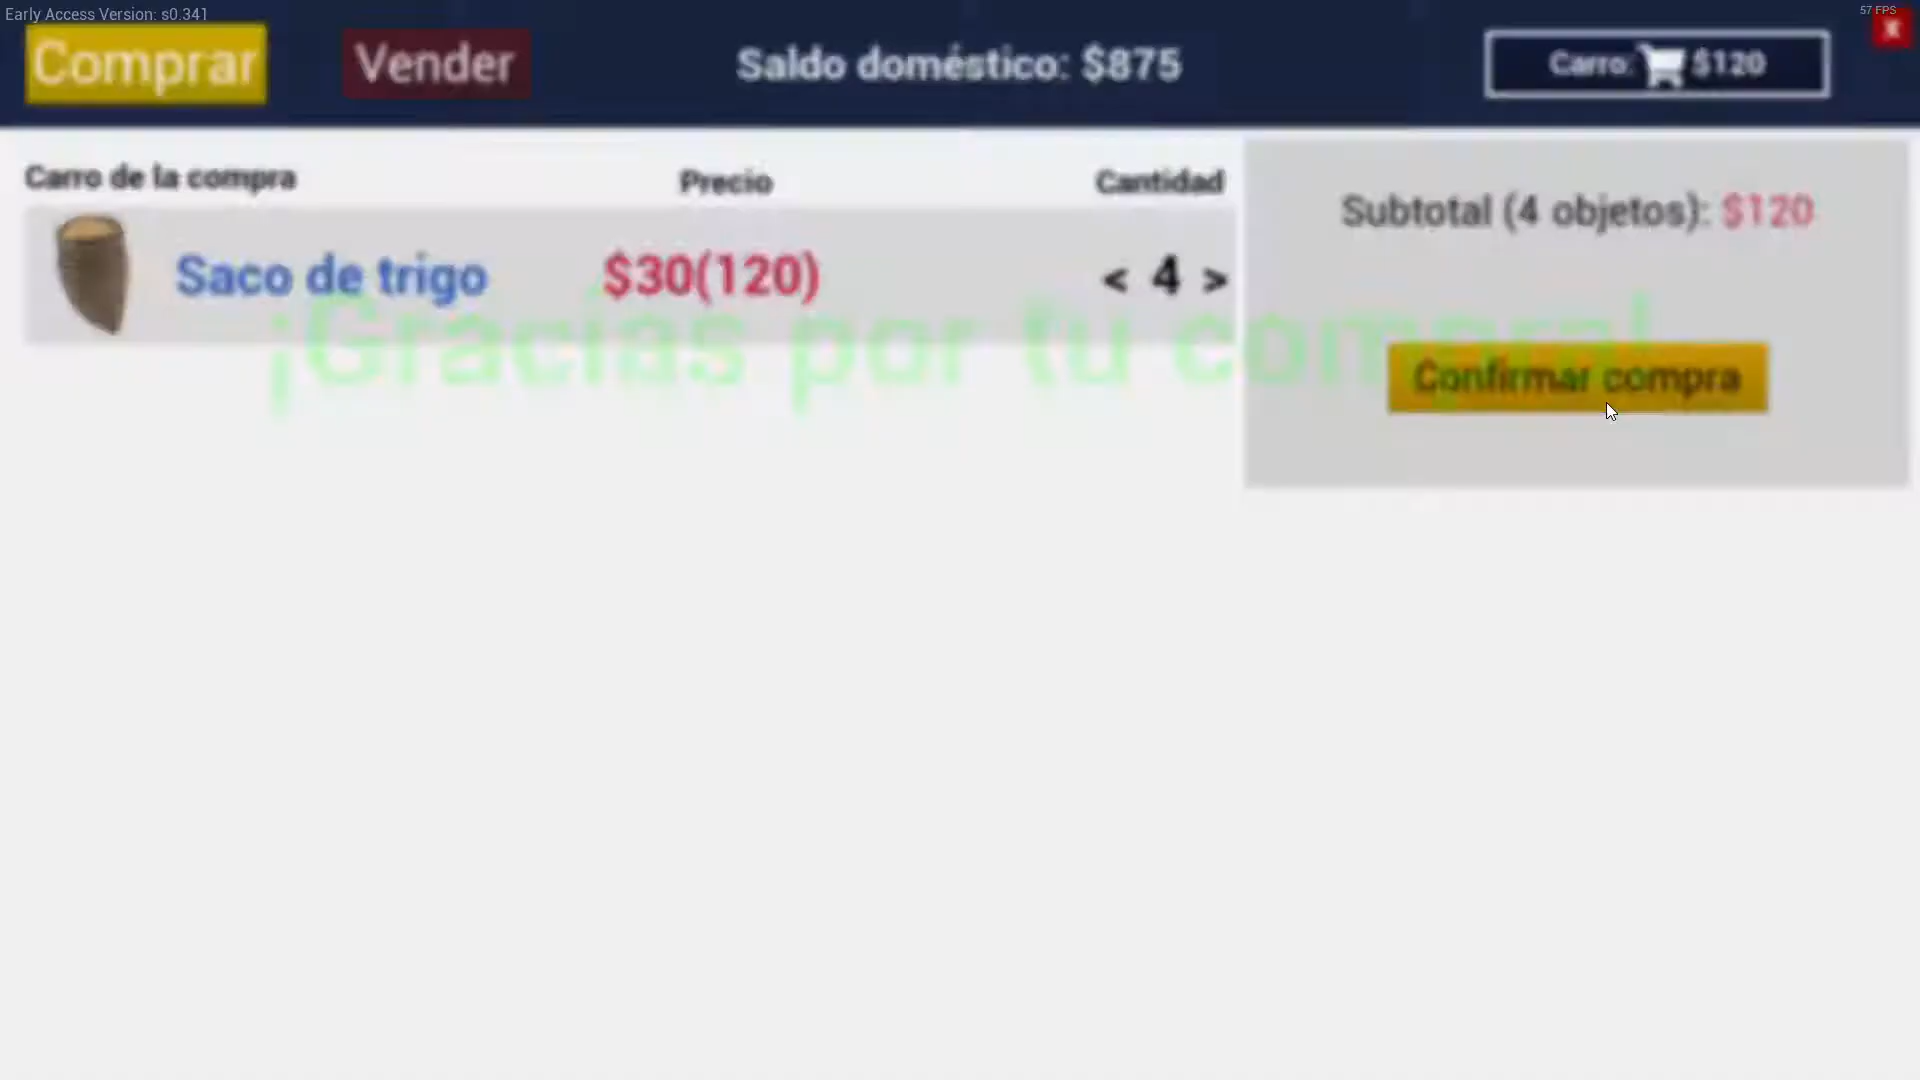 Early Access Version: s0.341
57 FPS
x
Comprar
Vender
Saldo doméstico: $875
Carro: $120
Carro de la compra
Precio
Cantidad
Saco de trigo
$30(120)
< 4 >
Subtotal (4 objetos): $120
¡Gracias por tu compra!
Confirmar compra